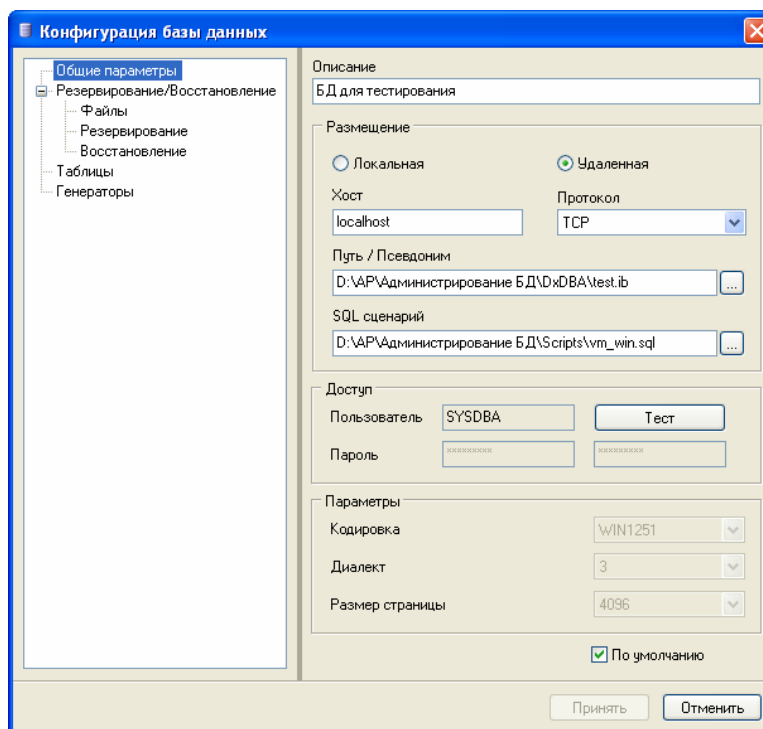 Конфигурация базы данных
Общие параметры
Резервирование/Восстановление
Файлы
Резервирование
Восстановление
Таблицы
Генераторы
Описание
БД для тестирования
Размещение
Локальная Удаленная
Хост Протокол
localhost TCP
Путь / Псевдоним
D:\АР\Администрирование БД\DxDBA\test.ib ...
SQL сценарий
D:\АР\Администрирование БД\Scripts\vm_win.sql ...
Доступ
Пользователь SYSDBA Тест
Пароль ××××××××× ×××××××××
Параметры
Кодировка WIN1251
Диалект 3
Размер страницы 4096
По умолчанию
Принять Отменить